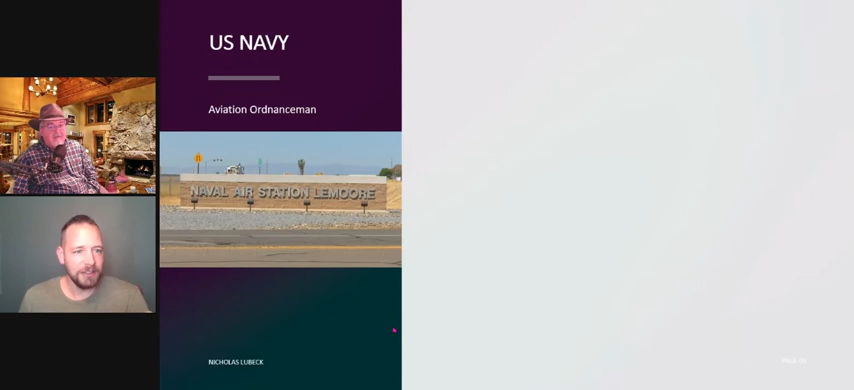 US NAVY
Aviation Ordnanceman
NAVAL AIR STATION LEMOORE
NICHOLAS LUBECK